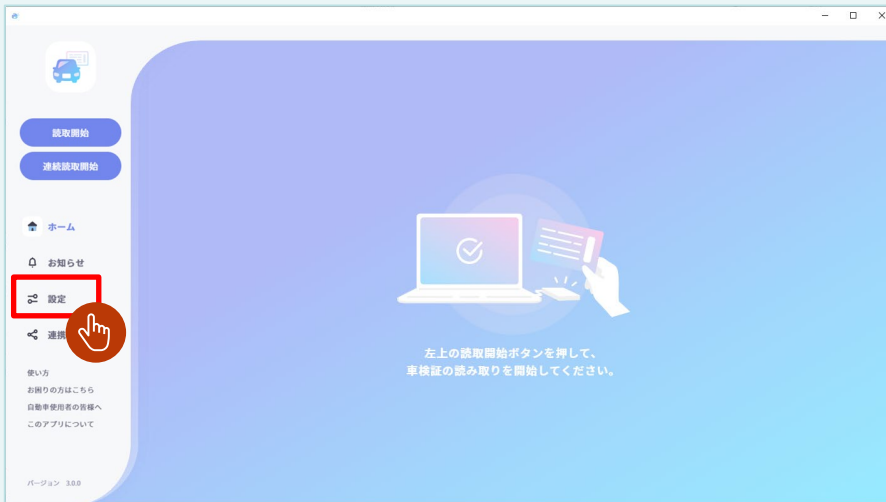 読取開始
連続読取開始
ホーム
お知らせ
設定
連携
使い方
お困りの方はこちら
自動車使用者の皆様へ
このアプリについて
バージョン 3.0.0
左上の読取開始ボタンを押して、
車検証の読み取りを開始してください。